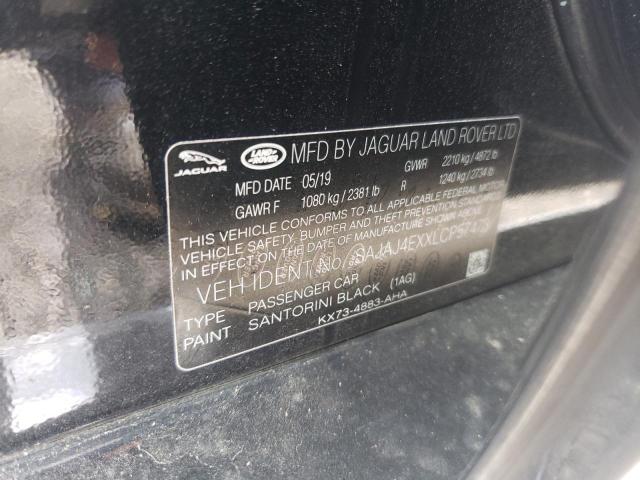 JAGUAR
LAND ROVER
MFD BY JAGUAR LAND ROVER LTD
MFD DATE 05/19 GVWR 2210 kg / 4872 lb
GAWR F 1080 kg / 2381 lb R 1240 kg / 2734 lb
THIS VEHICLE CONFORMS TO ALL APPLICABLE FEDERAL MOTOR
VEHICLE SAFETY, BUMPER AND THEFT PREVENTION STANDARDS
IN EFFECT ON THE DATE OF MANUFACTURE SHOWN ABOVE.
VEH IDENT No
TYPE PASSENGER CAR
PAINT SANTORINI BLACK (1AG)
KX73-4883-AHA